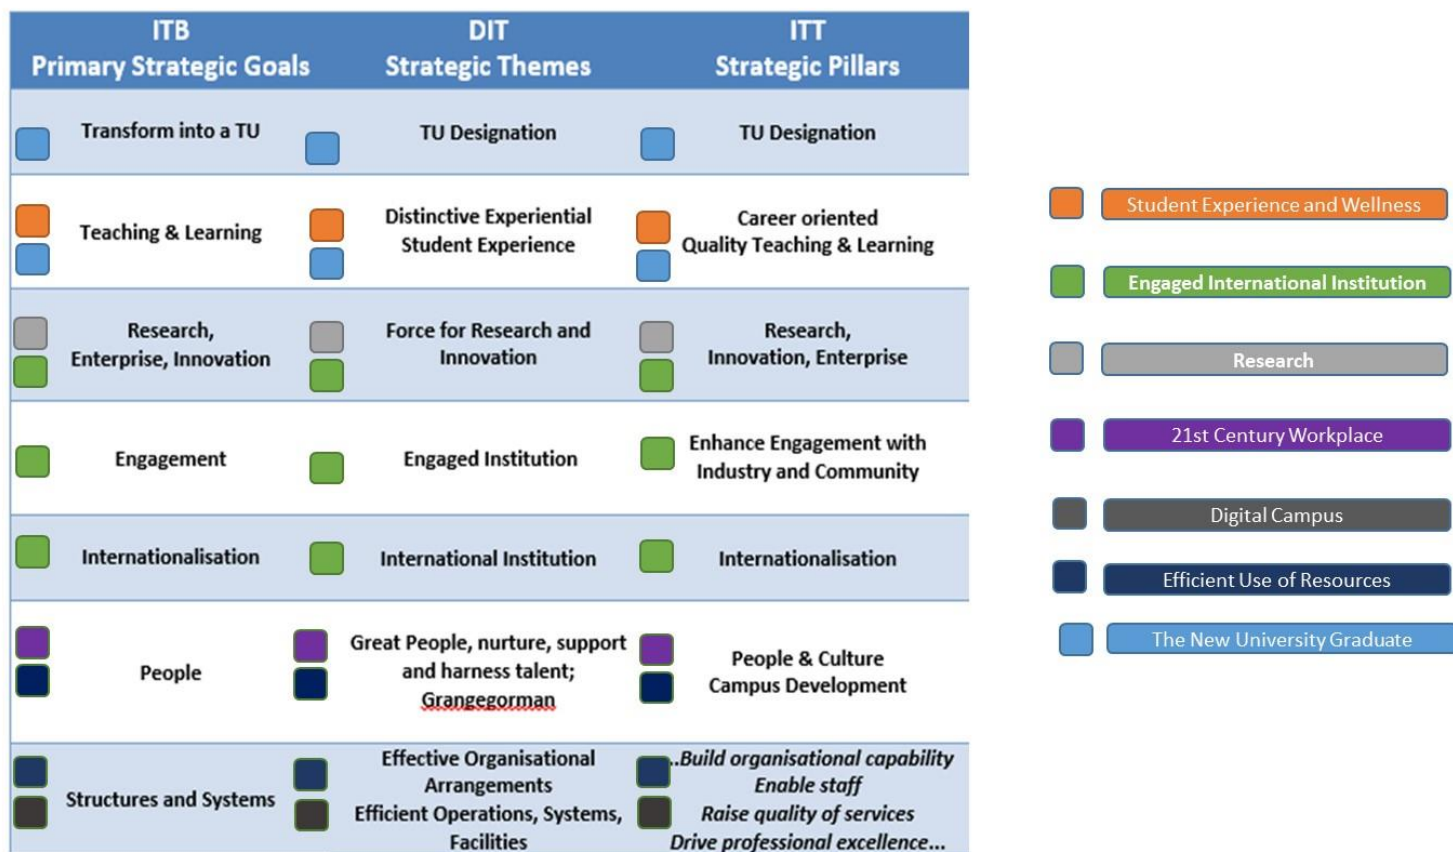 ITB
Primary Strategic Goals
DIT
Strategic Themes
ITT
Strategic Pillars
Transform into a TU
TU Designation
TU Designation
Teaching & Learning
Distinctive Experiential
Student Experience
Career oriented
Quality Teaching & Learning
Research,
Enterprise, Innovation
Force for Research and
Innovation
Research,
Innovation, Enterprise
Engagement
Engaged Institution
Enhance Engagement with
Industry and Community
Internationalisation
International Institution
Internationalisation
People
Great People, nurture, support
and harness talent;
Grangegorman
People & Culture
Campus Development
Structures and Systems
Effective Organisational
Arrangements
Efficient Operations, Systems,
Facilities
..Build organisational capability
Enable staff
Raise quality of services
Drive professional excellence...
Student Experience and Wellness
Engaged International Institution
Research
21st Century Workplace
Digital Campus
Efficient Use of Resources
The New University Graduate